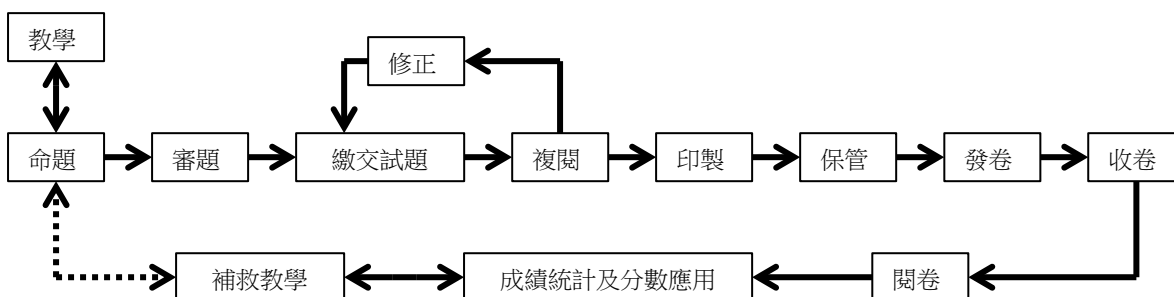 教學
修正
命題
審題
繳交試題
複閱
印製
保管
發卷
收卷
補救教學
成績統計及分數應用
閱卷